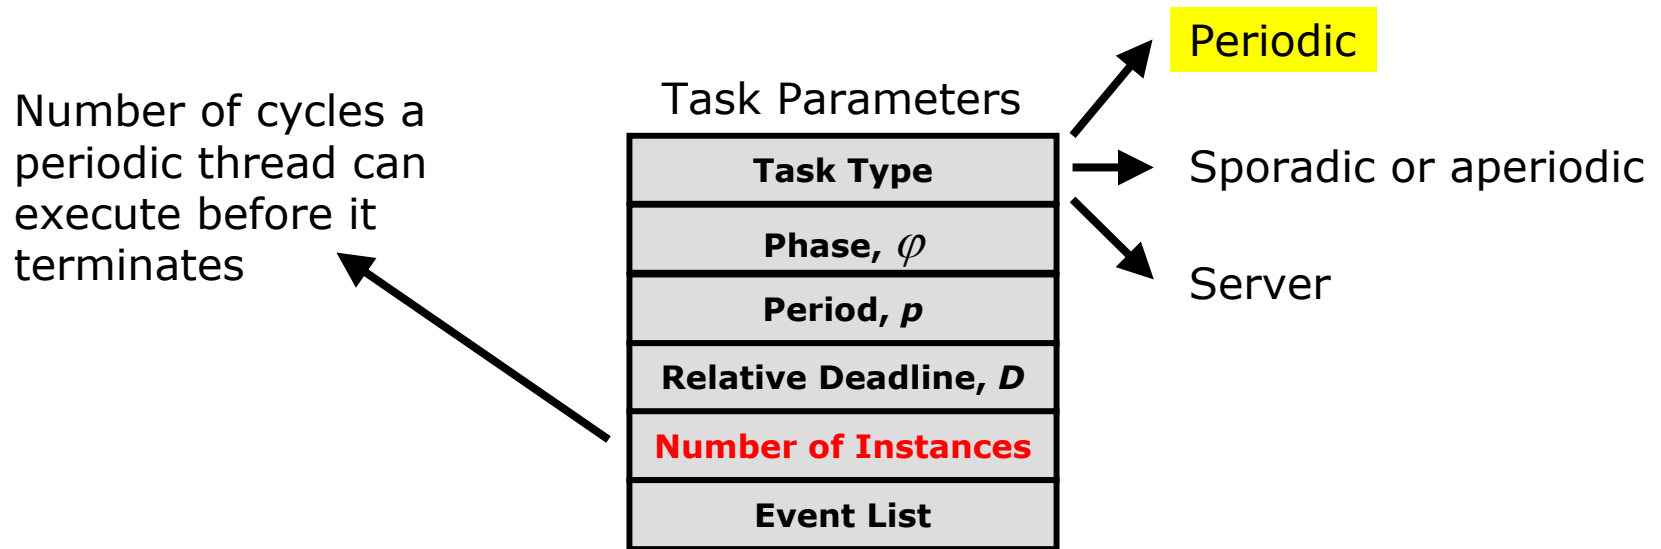 Number of cycles a
periodic thread can
execute before it
terminates
Task Parameters
Task Type
Phase, φ
Period, p
Relative Deadline, D
Number of Instances
Event List
Periodic
Sporadic or aperiodic
Server